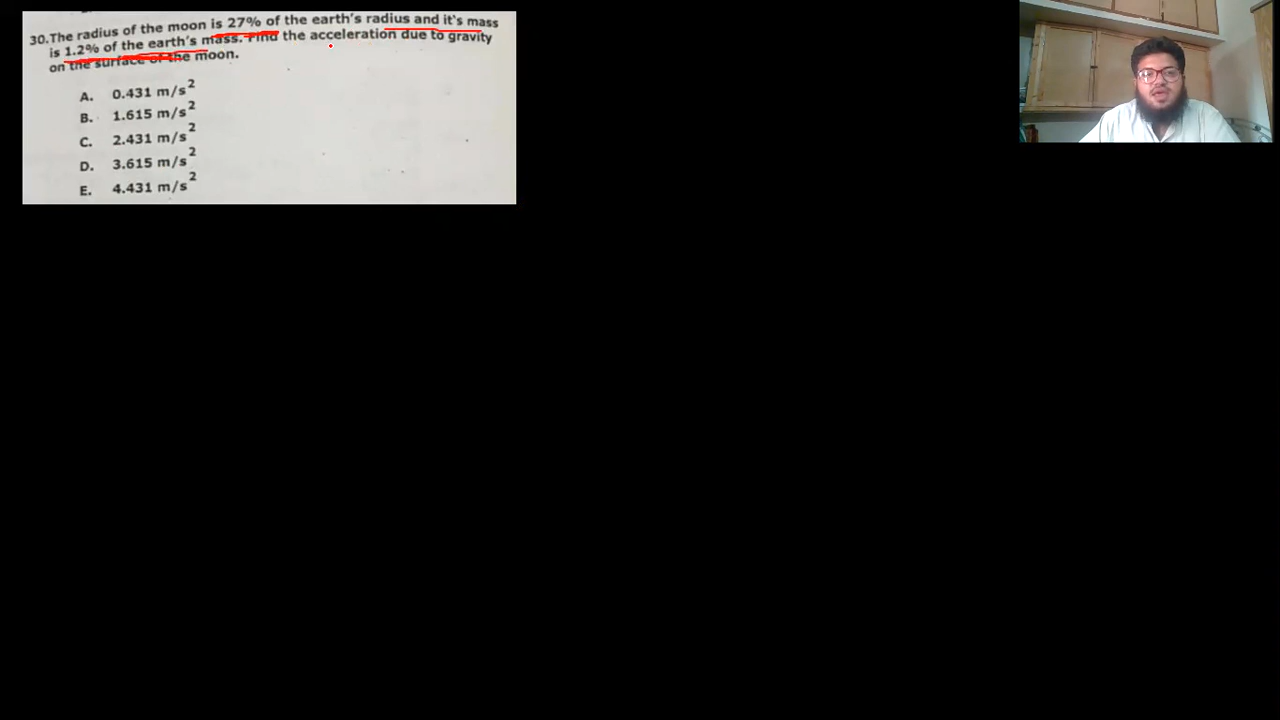 30.The radius of the moon is 27% of the earth's radius and it's mass
is 1.2% of the earth's mass. Find the acceleration due to gravity
on the surface of the moon.
A. 0.431 m/s²
B. 1.615 m/s²
C. 2.431 m/s²
D. 3.615 m/s²
E. 4.431 m/s²